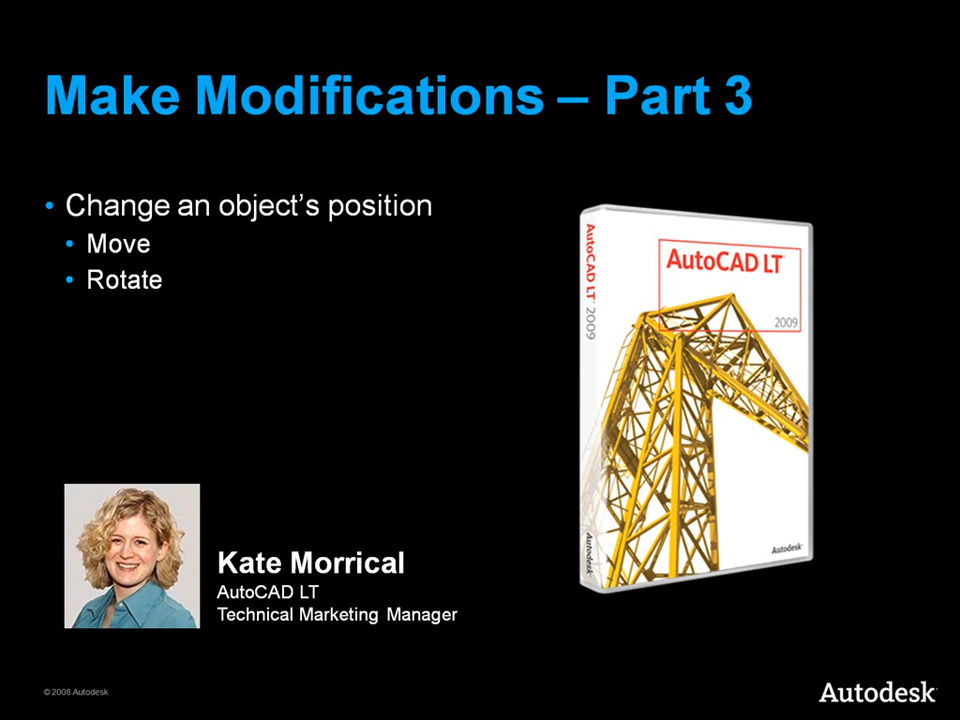 Make Modifications – Part 3
• Change an object's position
• Move
• Rotate
AutoCAD LT 2009
Autodesk
AutoCAD LT
2009
Autodesk
Kate Morrical
AutoCAD LT
Technical Marketing Manager
© 2008 Autodesk
Autodesk